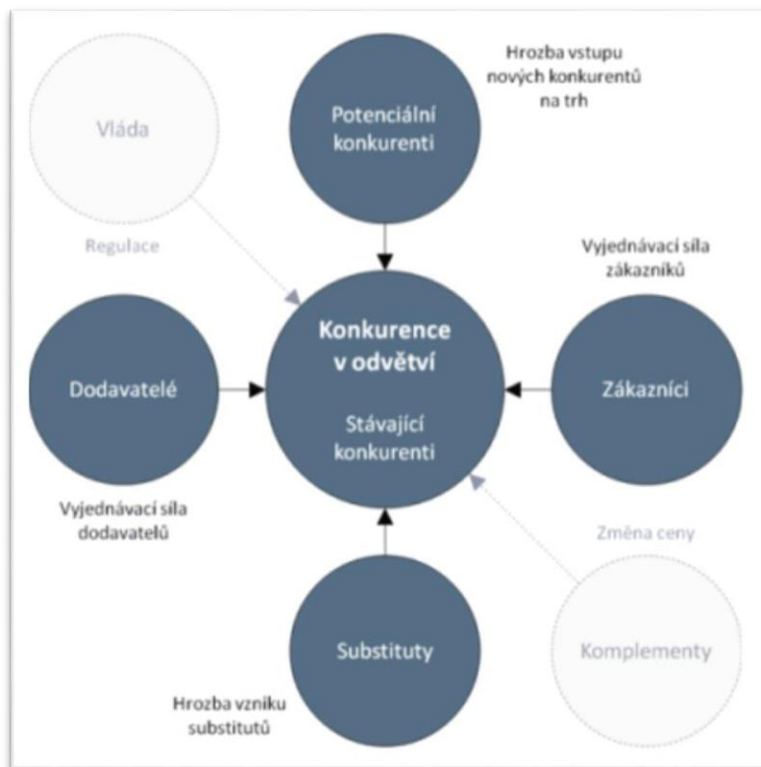 Hrozba vstupu
nových konkurentů
na trh
Vláda
Potenciální
konkurenti
Regulace
Vyjednávací síla
zákazníků
Konkurence
v odvětví
Dodavatelé
Zákazníci
Stávající
konkurenti
Vyjednávací síla
dodavatelů
Změna ceny
Substituty
Komplementy
Hrozba vzniku
substitutů